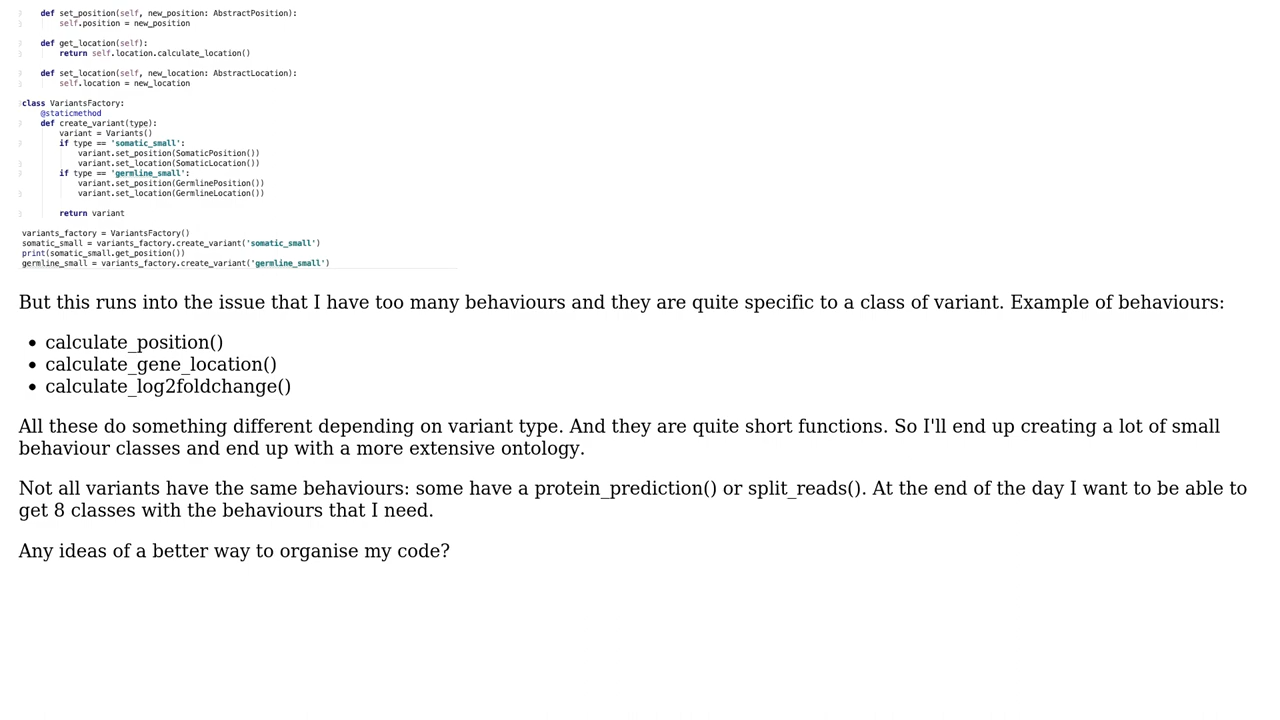 def set_position(self, new_position: AbstractPosition):
self.position = new_position
def get_location(self):
return self.location.calculate_location()
def set_location(self, new_location: AbstractLocation):
self.location = new_location
class VariantsFactory:
@staticmethod
def create_variant(type):
variant = Variants()
if type == 'somatic_small':
variant.set_position(SomaticPosition())
variant.set_location(SomaticLocation())
if type == 'germline_small':
variant.set_position(GermlinePosition())
variant.set_location(GermlineLocation())
return variant
variants_factory = VariantsFactory()
somatic_small = variants_factory.create_variant('somatic_small')
print(somatic_small.get_position())
germline_small = variants_factory.create_variant('germline_small')
But this runs into the issue that I have too many behaviours and they are quite specific to a class of variant. Example of behaviours:
• calculate_position()
• calculate_gene_location()
• calculate_log2foldchange()
All these do something different depending on variant type. And they are quite short functions. So I'll end up creating a lot of small
behaviour classes and end up with a more extensive ontology.
Not all variants have the same behaviours: some have a protein_prediction() or split_reads(). At the end of the day I want to be able to
get 8 classes with the behaviours that I need.
Any ideas of a better way to organise my code?